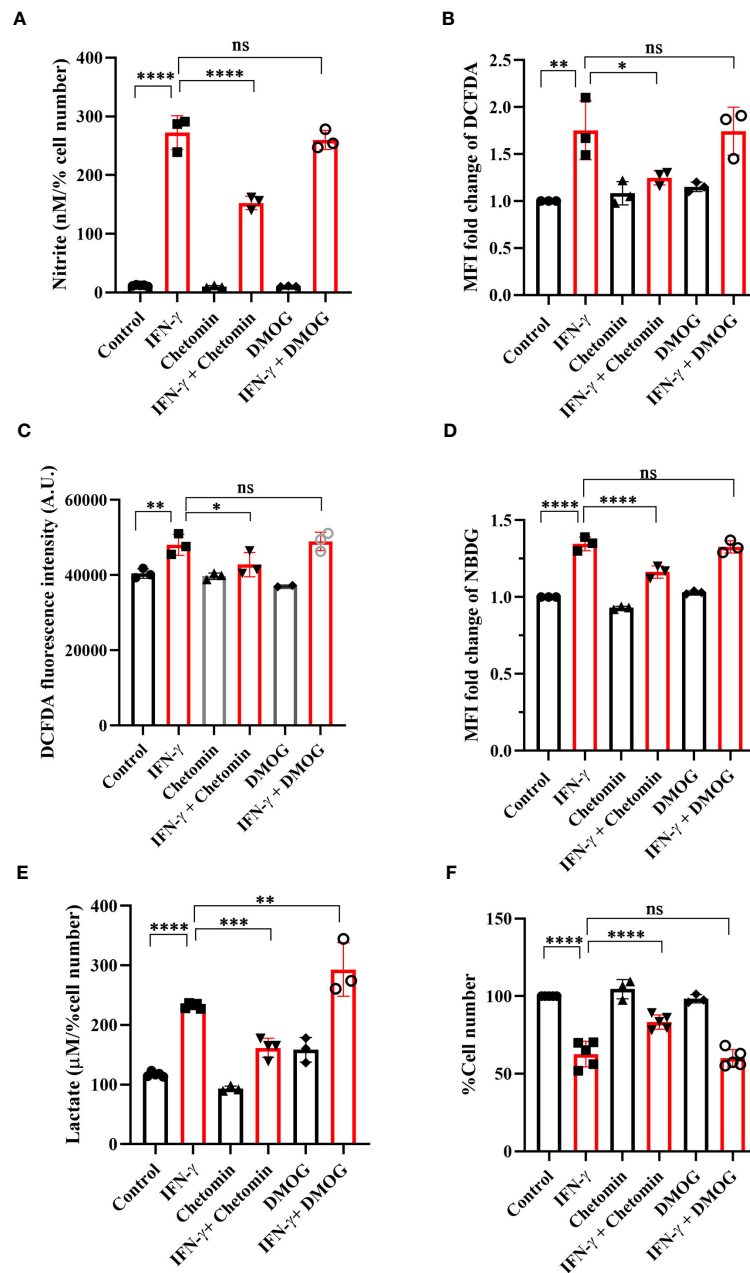 A
Nitrite (nM/% cell number)
400
300
200
100
0
****
****
ns
Control
IFN-γ
Chetomin
IFN-γ + Chetomin
DMOG
IFN-γ + DMOG
B
MFI fold change of DCFDA
2.5
2.0
1.5
1.0
0.5
0.0
**
*
ns
Control
IFN-γ
Chetomin
IFN-γ + Chetomin
DMOG
IFN-γ + DMOG
C
DCFDA fluorescence intensity (A.U.)
60000
40000
20000
0
**
*
ns
Control
IFN-γ
Chetomin
IFN-γ + Chetomin
DMOG
IFN-γ + DMOG
D
MFI fold change of NBDG
1.5
1.0
0.5
0.0
****
****
ns
Control
IFN-γ
Chetomin
IFN-γ + Chetomin
DMOG
IFN-γ + DMOG
E
Lactate (μM/%cell number)
400
300
200
100
0
****
***
**
Control
IFN-γ
Chetomin
IFN-γ+ Chetomin
DMOG
IFN-γ+ DMOG
F
%Cell number
150
100
50
0
****
****
ns
Control
IFN-γ
Chetomin
IFN-γ + Chetomin
DMOG
IFN-γ + DMOG